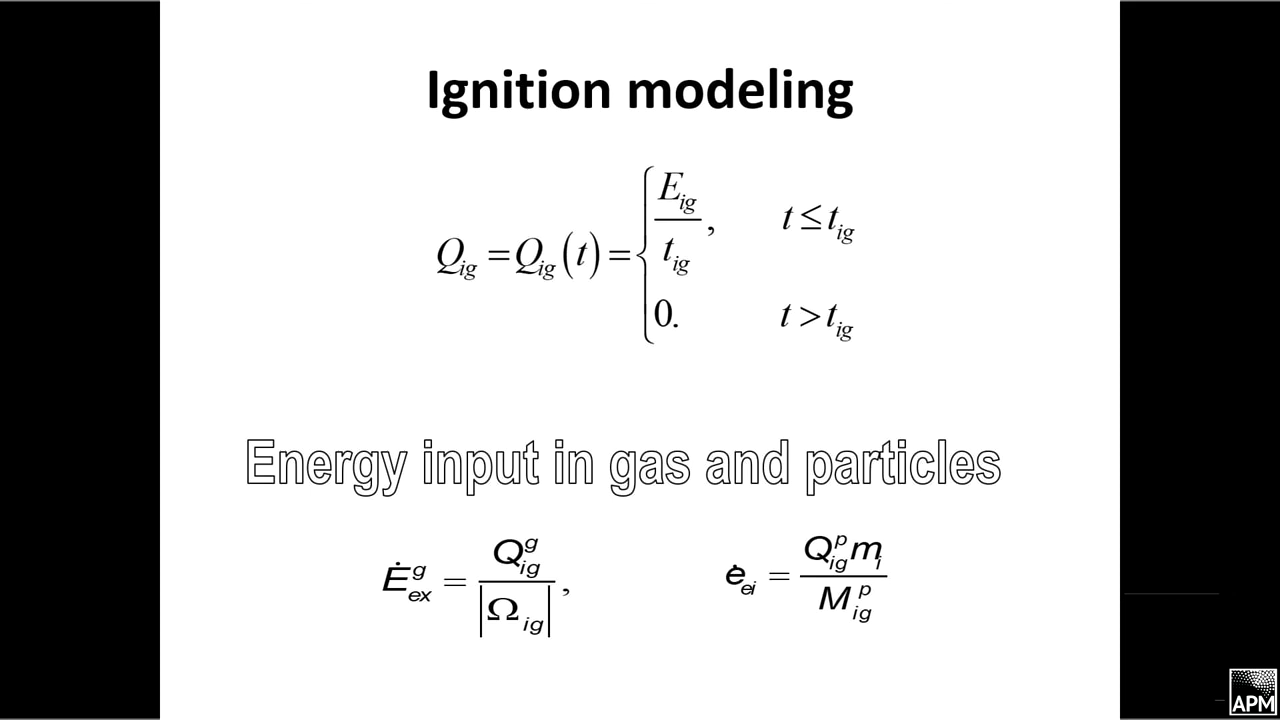 Ignition modeling
Q_ig = Q_ig(t) = { E_ig / t_ig , t ≤ t_ig
0. t > t_ig
Energy input in gas and particles
Ė^g_ex = Q^g_ig / |Ω_ig| , ė_ei = Q^p_ig m_i / M^p_ig
APM